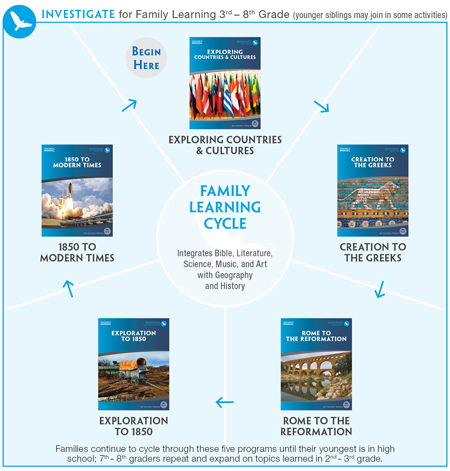 INVESTIGATE for Family Learning 3rd – 8th Grade (younger siblings may join in some activities)
BEGIN
HERE
EXPLORING
COUNTRIES & CULTURES
EXPLORING COUNTRIES
& CULTURES
1850 TO
MODERN TIMES
1850 TO
MODERN TIMES
CREATION TO
THE GREEKS
CREATION TO
THE GREEKS
FAMILY
LEARNING
CYCLE
Integrates Bible, Literature,
Science, Music, and Art
with Geography
and History
EXPLORATION
TO 1850
EXPLORATION
TO 1850
ROME TO
THE REFORMATION
ROME TO THE
REFORMATION
Families continue to cycle through these five programs until their youngest is in high
school; 7th - 8th graders repeat and expand on topics learned in 2nd - 3rd grade.